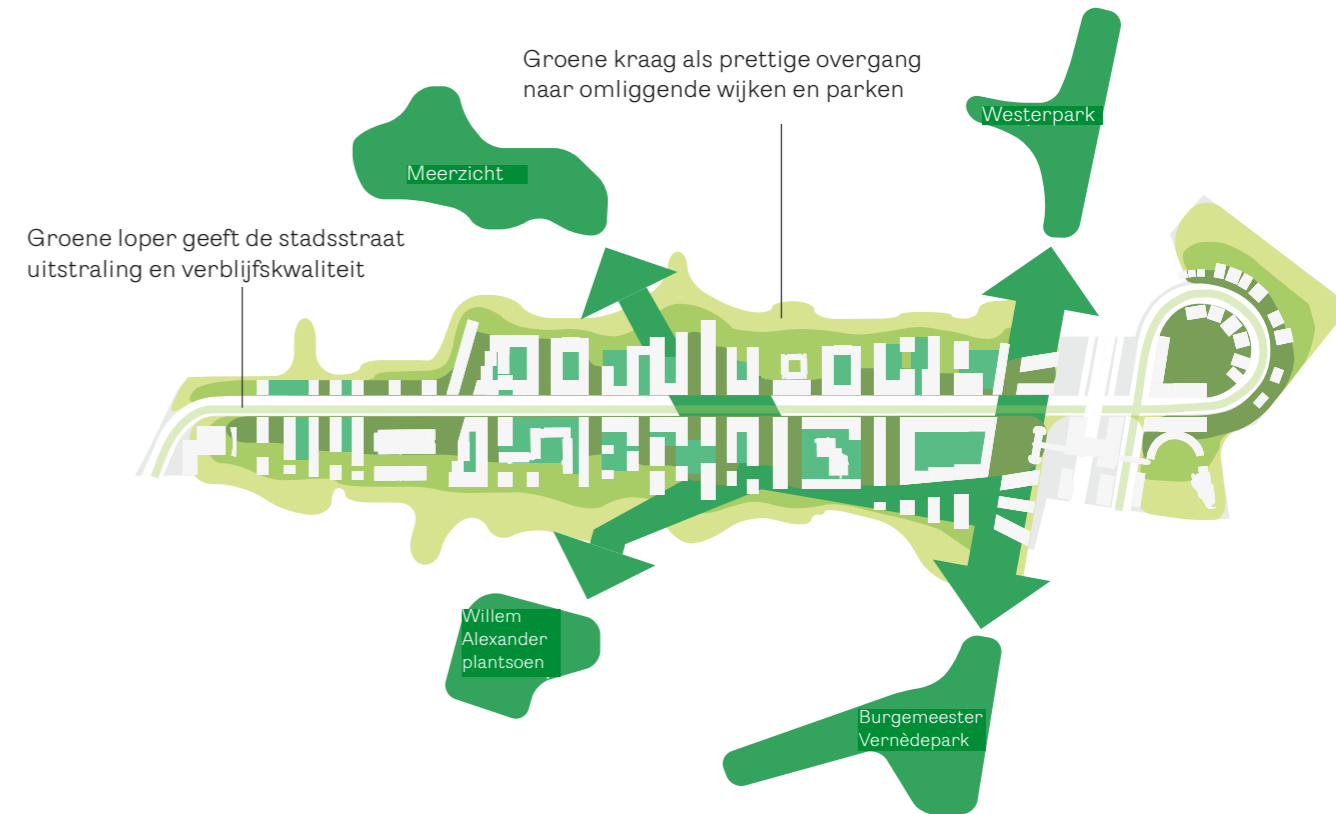 Groene kraag als prettige overgang
naar omliggende wijken en parken
Westerpark
Meerzicht
Groene loper geeft de stadsstraat
uitstraling en verblijfskwaliteit
Willem
Alexander
plantsoen
Burgemeester
Vernèdepark